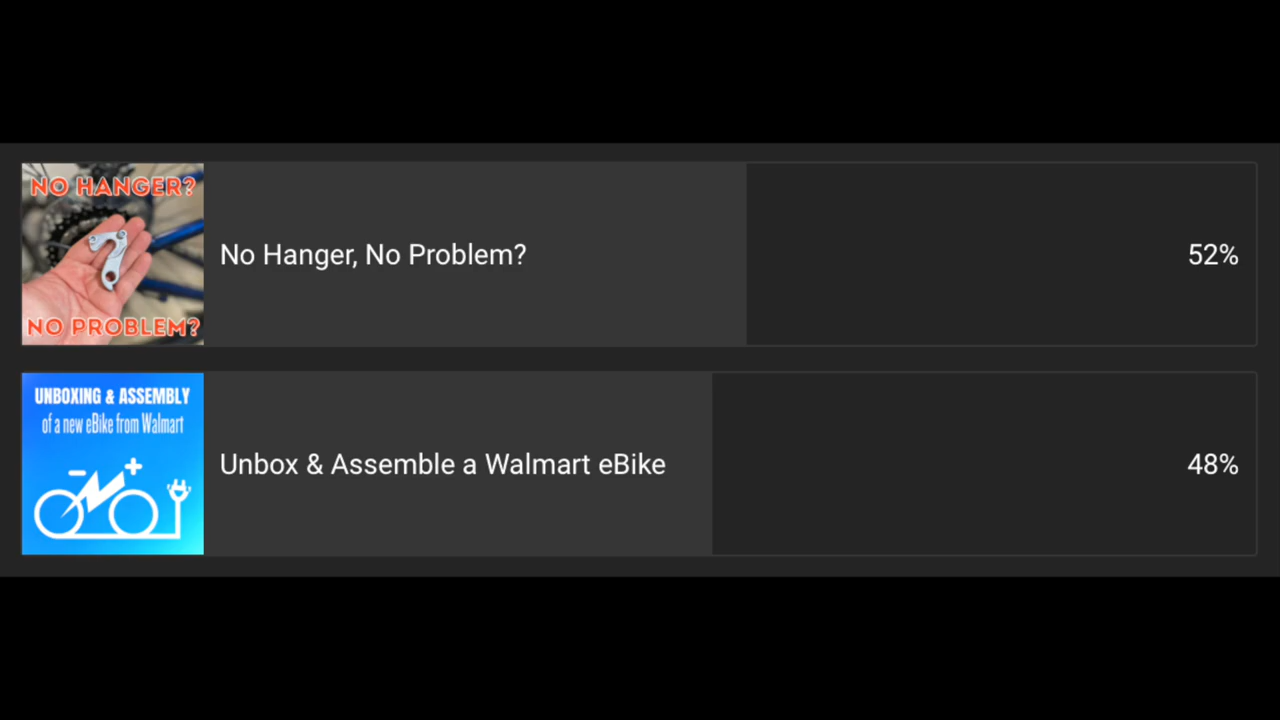 NO HANGER?
No Hanger, No Problem?
52%
NO PROBLEM?
UNBOXING & ASSEMBLY
of a new eBike from Walmart
Unbox & Assemble a Walmart eBike
48%